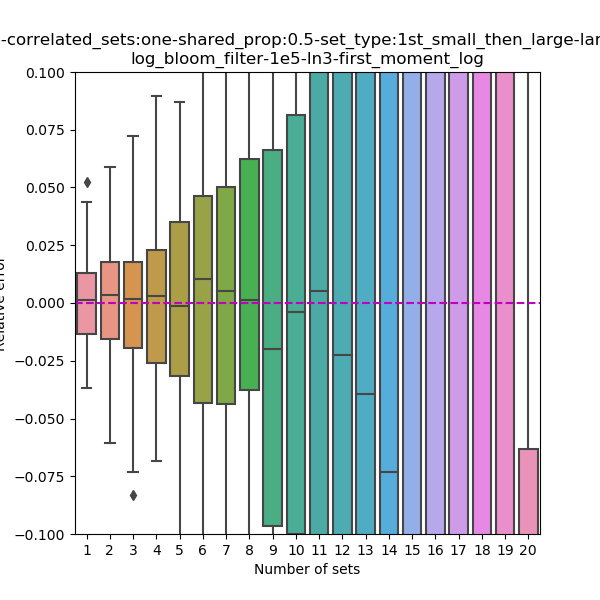 -correlated_sets:one-shared_prop:0.5-set_type:1st_small_then_large-lar
log_bloom_filter-1e5-ln3-first_moment_log
0.100
0.075
0.050
0.025
0.000
−0.025
−0.050
−0.075
−0.100
Relative error
1 2 3 4 5 6 7 8 9 10 11 12 13 14 15 16 17 18 19 20
Number of sets